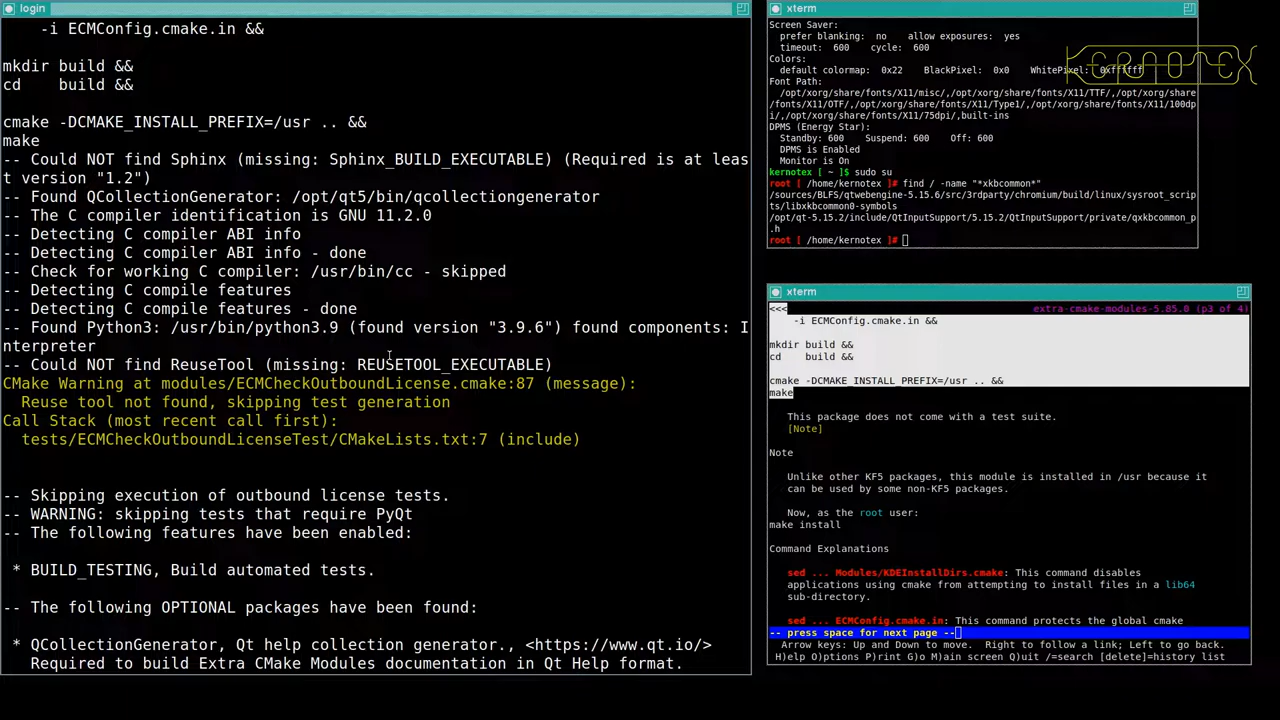 login
-i ECMConfig.cmake.in &&
mkdir build &&
cd    build &&
cmake -DCMAKE_INSTALL_PREFIX=/usr .. &&
make
-- Could NOT find Sphinx (missing: Sphinx_BUILD_EXECUTABLE) (Required is at leas
t version "1.2")
-- Found QCollectionGenerator: /opt/qt5/bin/qcollectiongenerator
-- The C compiler identification is GNU 11.2.0
-- Detecting C compiler ABI info
-- Detecting C compiler ABI info - done
-- Check for working C compiler: /usr/bin/cc - skipped
-- Detecting C compile features
-- Detecting C compile features - done
-- Found Python3: /usr/bin/python3.9 (found version "3.9.6") found components: I
nterpreter
-- Could NOT find ReuseTool (missing: REUSETOOL_EXECUTABLE)
CMake Warning at modules/ECMCheckOutboundLicense.cmake:87 (message):
  Reuse tool not found, skipping test generation
Call Stack (most recent call first):
  tests/ECMCheckOutboundLicenseTest/CMakeLists.txt:7 (include)
-- Skipping execution of outbound license tests.
-- WARNING: skipping tests that require PyQt
-- The following features have been enabled:
 * BUILD_TESTING, Build automated tests.
-- The following OPTIONAL packages have been found:
 * QCollectionGenerator, Qt help collection generator., <https://www.qt.io/>
   Required to build Extra CMake Modules documentation in Qt Help format.
xterm
Screen Saver:
  prefer blanking:  no    allow exposures:  yes
  timeout:  600    cycle:  600
Colors:
  default colormap:  0x22    BlackPixel:  0x0    WhitePixel:  0xffffff
Font Path:
  /opt/xorg/share/fonts/X11/misc/,/opt/xorg/share/fonts/X11/TTF/,/opt/xorg/share
/fonts/X11/OTF/,/opt/xorg/share/fonts/X11/Type1/,/opt/xorg/share/fonts/X11/100dp
i/,/opt/xorg/share/fonts/X11/75dpi/,built-ins
DPMS (Energy Star):
  Standby: 600    Suspend: 600    Off: 600
  DPMS is Enabled
  Monitor is On
kernotex [ ~ ]$ sudo su
root [ /home/kernotex ]# find / -name "*xkbcommon*"
/sources/BLFS/qtwebengine-5.15.6/src/3rdparty/chromium/build/linux/sysroot_scrip
ts/libxkbcommon0-symbols
/opt/qt-5.15.2/include/QtInputSupport/5.15.2/QtInputSupport/private/qxkbcommon_p
.h
root [ /home/kernotex ]#
KERNOTEX
xterm
<<< extra-cmake-modules-5.85.0 (p3 of 4)
    -i ECMConfig.cmake.in &&
mkdir build &&
cd    build &&
cmake -DCMAKE_INSTALL_PREFIX=/usr .. &&
make
   This package does not come with a test suite.
   [Note]
Note
   Unlike other KF5 packages, this module is installed in /usr because it
   can be used by some non-KF5 packages.
   Now, as the root user:
make install
Command Explanations
   sed ... Modules/KDEInstallDirs.cmake: This command disables
   applications using cmake from attempting to install files in a lib64
   sub-directory.
   sed ... ECMConfig.cmake.in: This command protects the global cmake
-- press space for next page --
  Arrow keys: Up and Down to move.  Right to follow a link; Left to go back.
 H)elp O)ptions P)rint G)o M)ain screen Q)uit /=search [delete]=history list